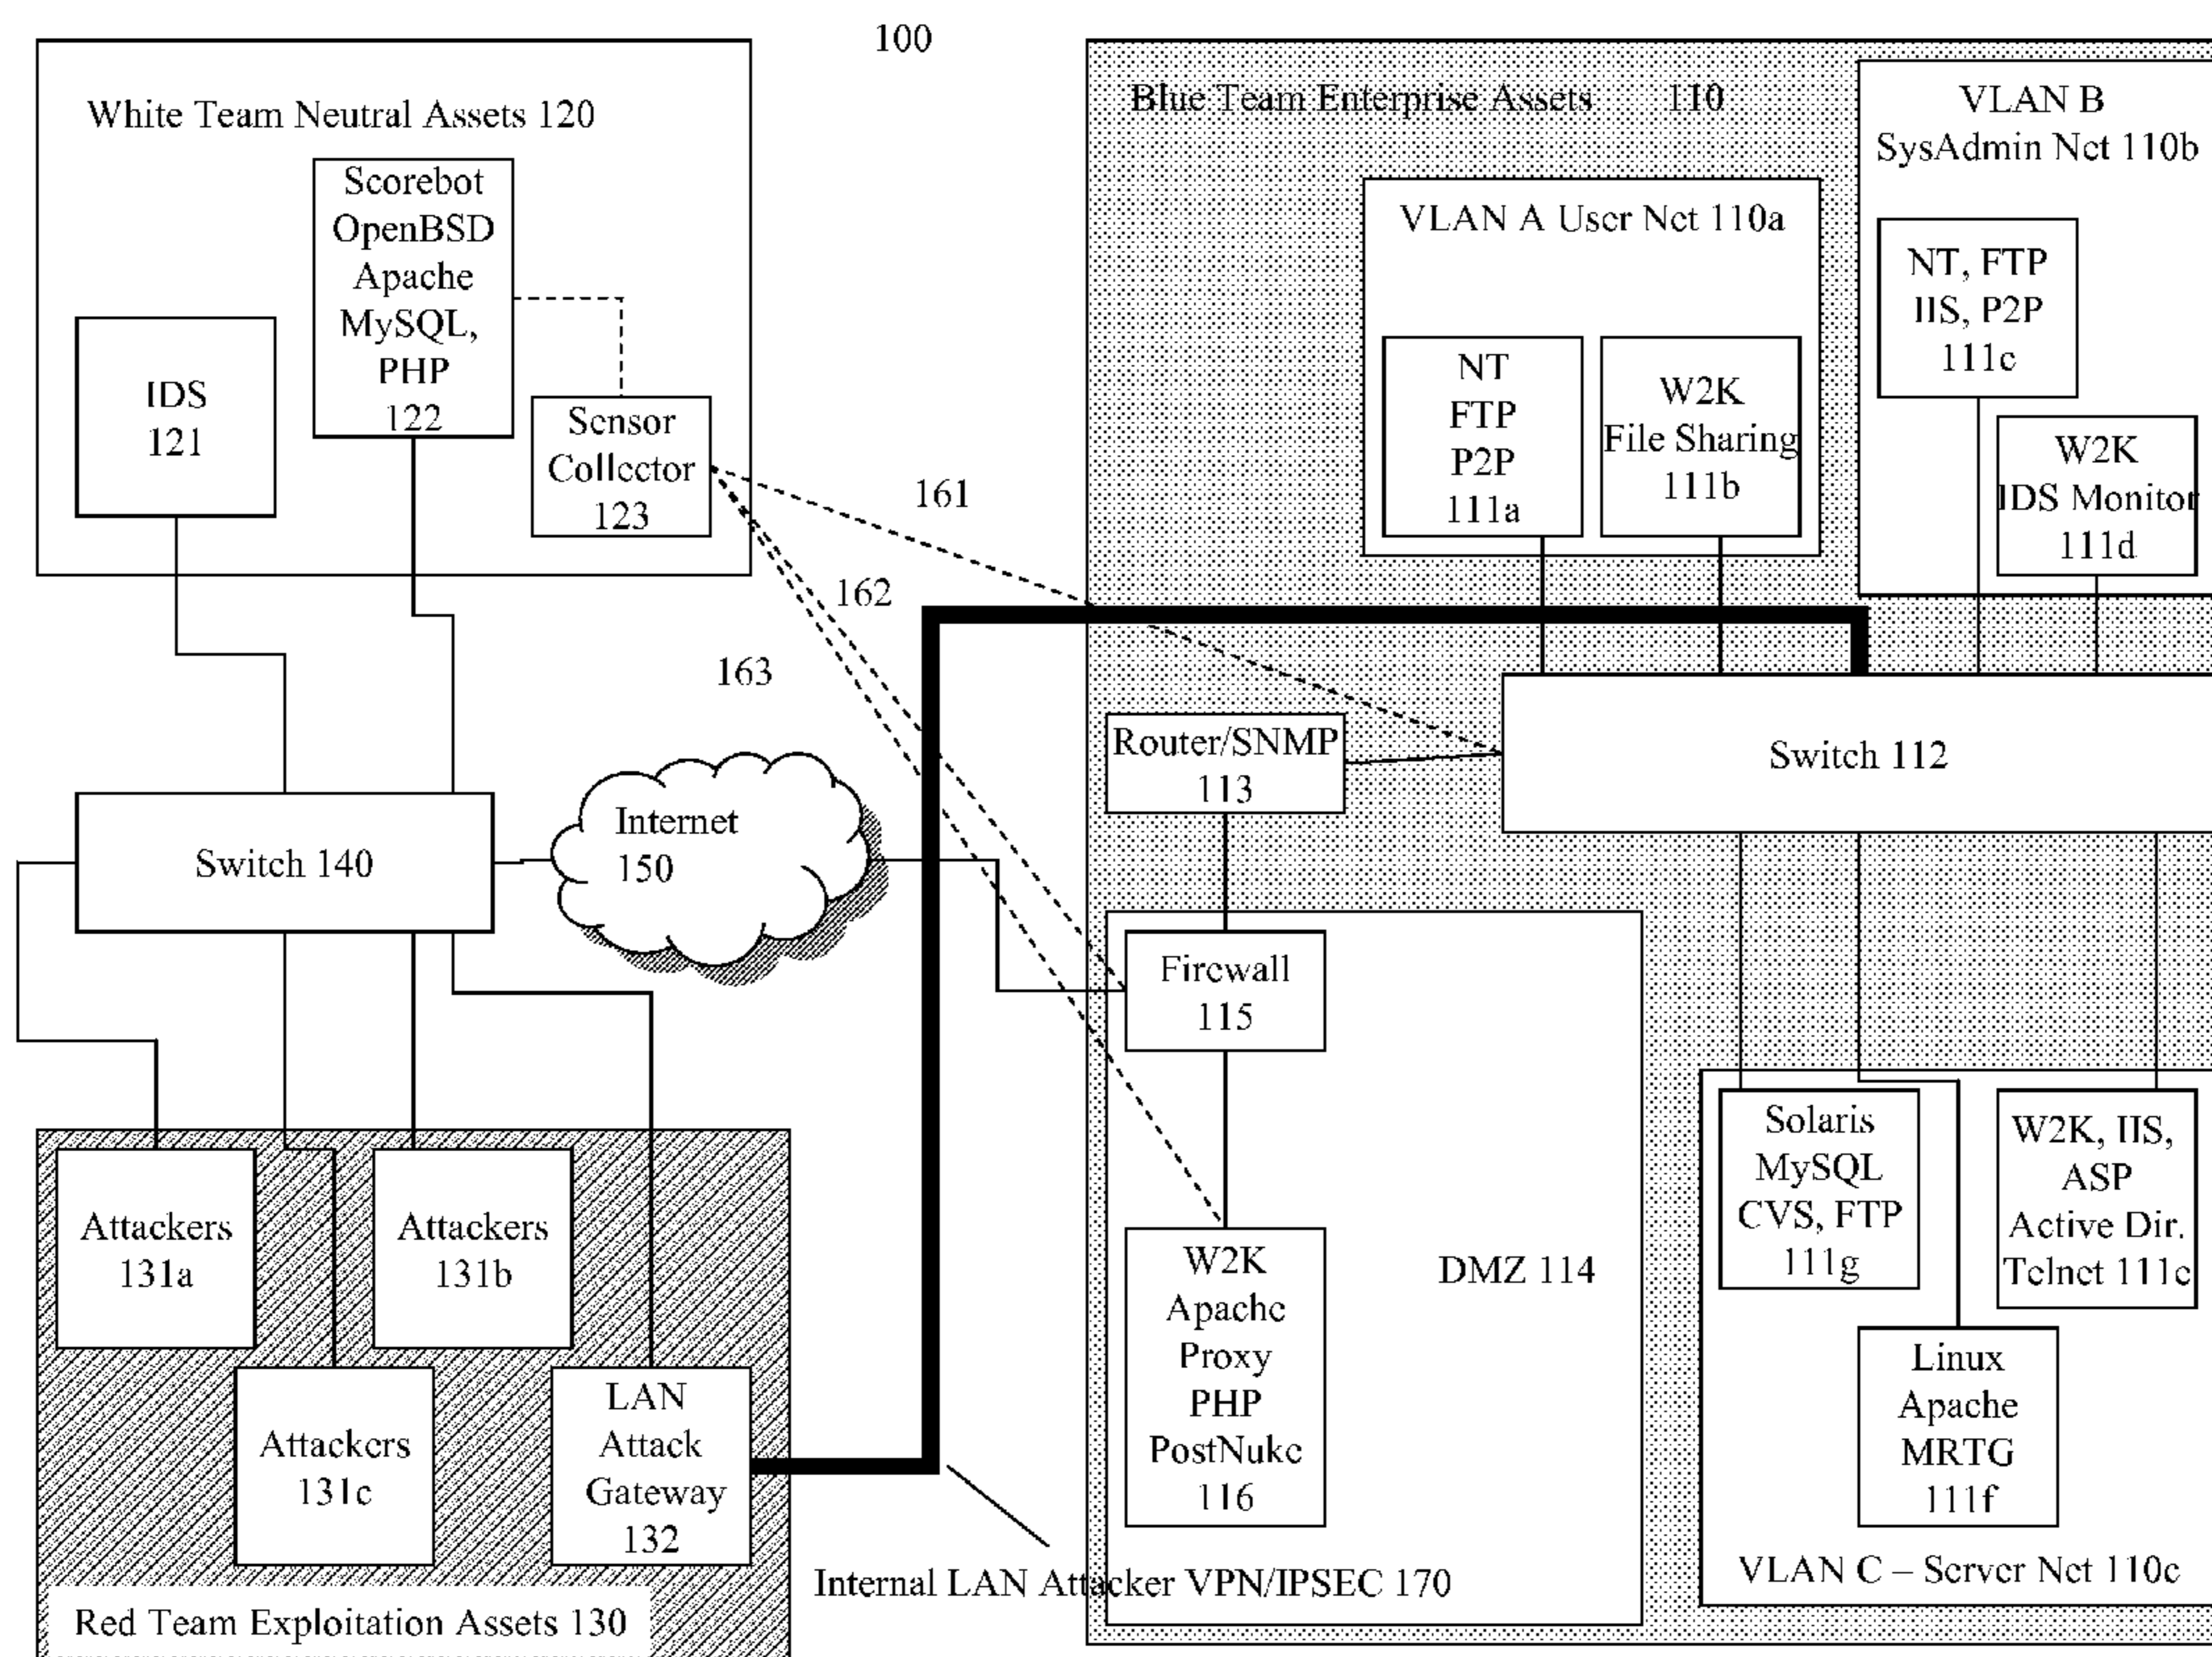 100
White Team Neutral Assets 120
Scorebot
OpenBSD
Apache
MySQL,
PHP
122
IDS
121
Sensor
Collector
123
161
162
163
Blue Team Enterprise Assets 110
VLAN A User Net 110a
NT
FTP
P2P
111a
W2K
File Sharing
111b
VLAN B
SysAdmin Net 110b
NT, FTP
IIS, P2P
111c
W2K
IDS Monitor
111d
Router/SNMP
113
Switch 112
Switch 140
Internet
150
Firewall
115
W2K
Apache
Proxy
PHP
PostNuke
116
DMZ 114
Solaris
MySQL
CVS, FTP
111g
W2K, IIS,
ASP
Active Dir.
Telnet 111e
Linux
Apache
MRTG
111f
VLAN C – Server Net 110c
Attackers
131a
Attackers
131b
Attackers
131c
LAN
Attack
Gateway
132
Internal LAN Attacker VPN/IPSEC 170
Red Team Exploitation Assets 130